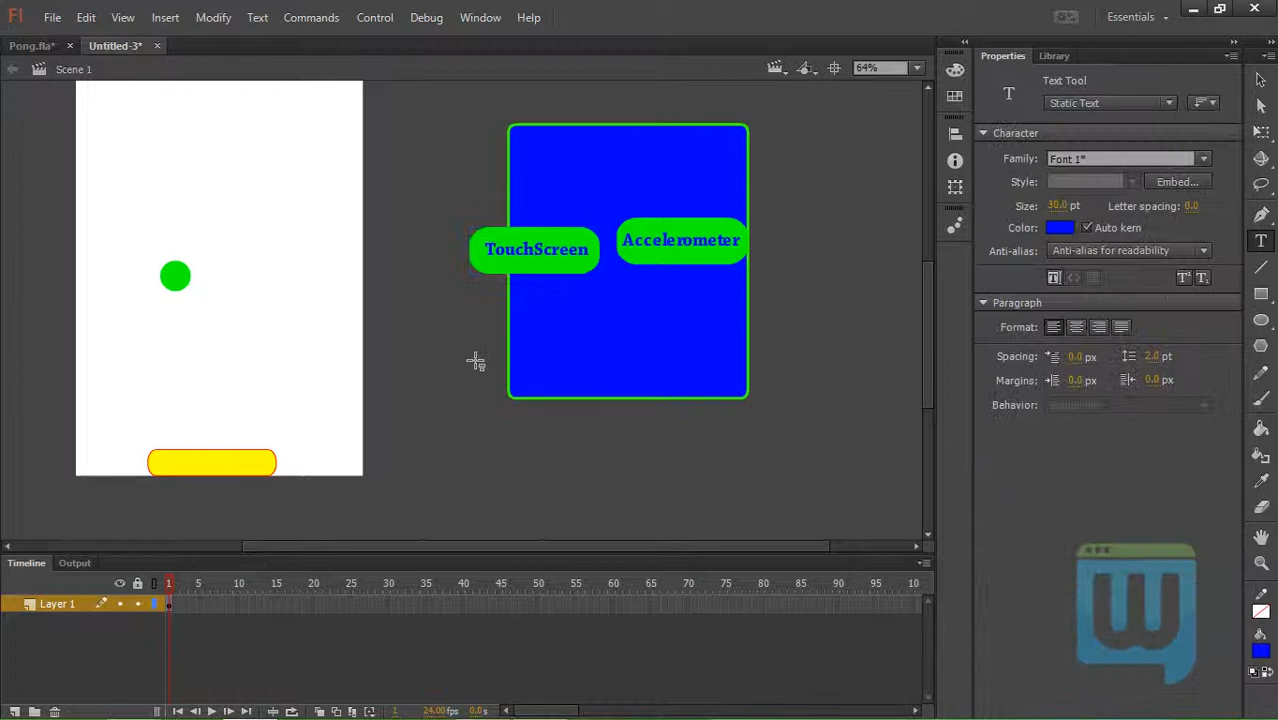 Fl File Edit View Insert Modify Text Commands Control Debug Window Help Essentials
Pong.fla* × Untitled-3* ×
Scene 1 64%
TouchScreen
Accelerometer
Properties Library
T Text Tool
Static Text
Character
Family: Font 1*
Style: Embed...
Size: 30.0 pt Letter spacing: 0.0
Color: Auto kern
Anti-alias: Anti-alias for readability
Paragraph
Format:
Spacing: 0.0 px 2.0 pt
Margins: 0.0 px 0.0 px
Behavior:
Timeline Output
1 5 10 15 20 25 30 35 40 45 50 55 60 65 70 75 80 85 90 95 10
Layer 1
1 24.00 fps 0.0 s
W